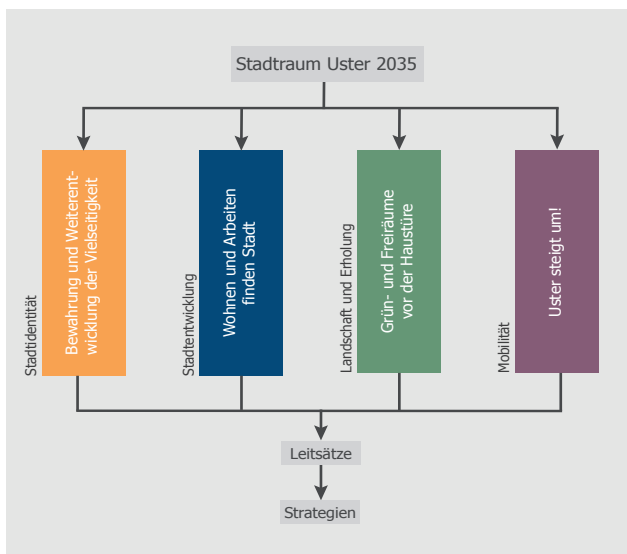 Stadtraum Uster 2035
Stadtidentität
Bewahrung und Weiterent-
wicklung der Vielseitigkeit
Stadtentwicklung
Wohnen und Arbeiten
finden Stadt
Landschaft und Erholung
Grün- und Freiräume
vor der Haustüre
Mobilität
Uster steigt um!
Leitsätze
Strategien